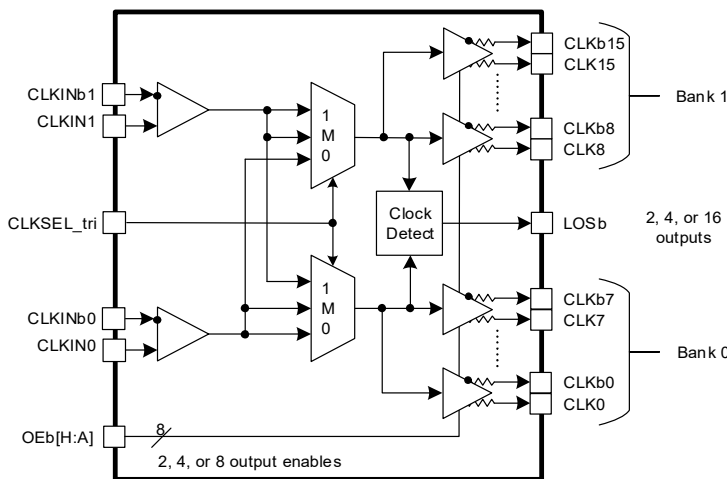 CLKINb1
CLKIN1
CLKSEL_tri
CLKINb0
CLKIN0
OEb[H:A]
8
2, 4, or 8 output enables
1
M
0
1
M
0
Clock
Detect
CLKb15
CLK15
CLKb8
CLK8
Bank 1
LOSb
2, 4, or 16
outputs
CLKb7
CLK7
CLKb0
CLK0
Bank 0